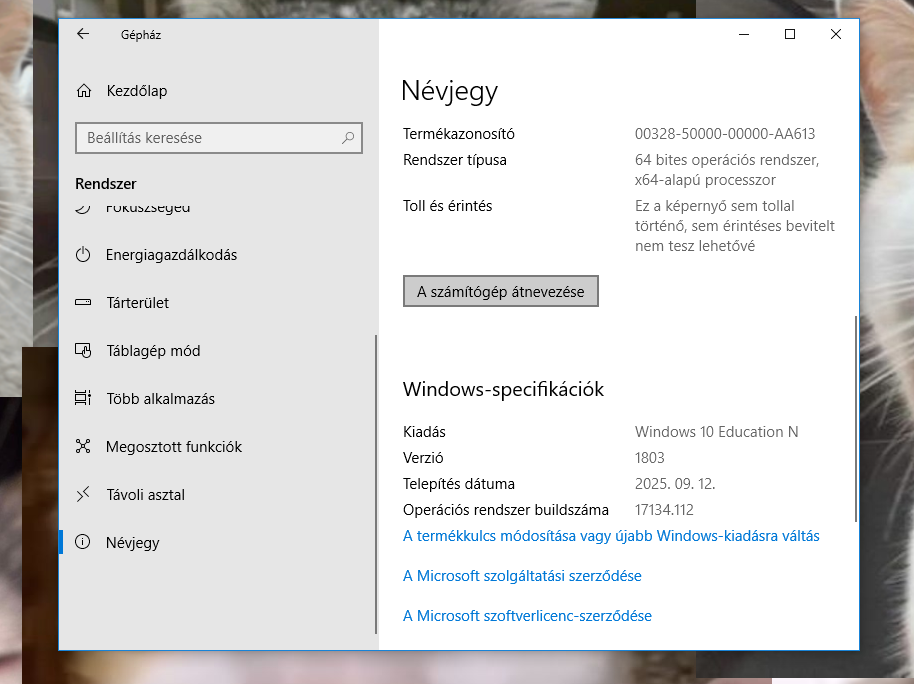 Gépház
Kezdőlap
Beállítás keresése
Rendszer
Fókuszsegéd
Energiagazdálkodás
Tárterület
Táblagép mód
Több alkalmazás
Megosztott funkciók
Távoli asztal
Névjegy
Névjegy
Termékazonosító 00328-50000-00000-AA613
Rendszer típusa 64 bites operációs rendszer,
x64-alapú processzor
Toll és érintés Ez a képernyő sem tollal
történő, sem érintéses bevitelt
nem tesz lehetővé
A számítógép átnevezése
Windows-specifikációk
Kiadás Windows 10 Education N
Verzió 1803
Telepítés dátuma 2025. 09. 12.
Operációs rendszer buildszáma 17134.112
A termékkulcs módosítása vagy újabb Windows-kiadásra váltás
A Microsoft szolgáltatási szerződése
A Microsoft szoftverlicenc-szerződése